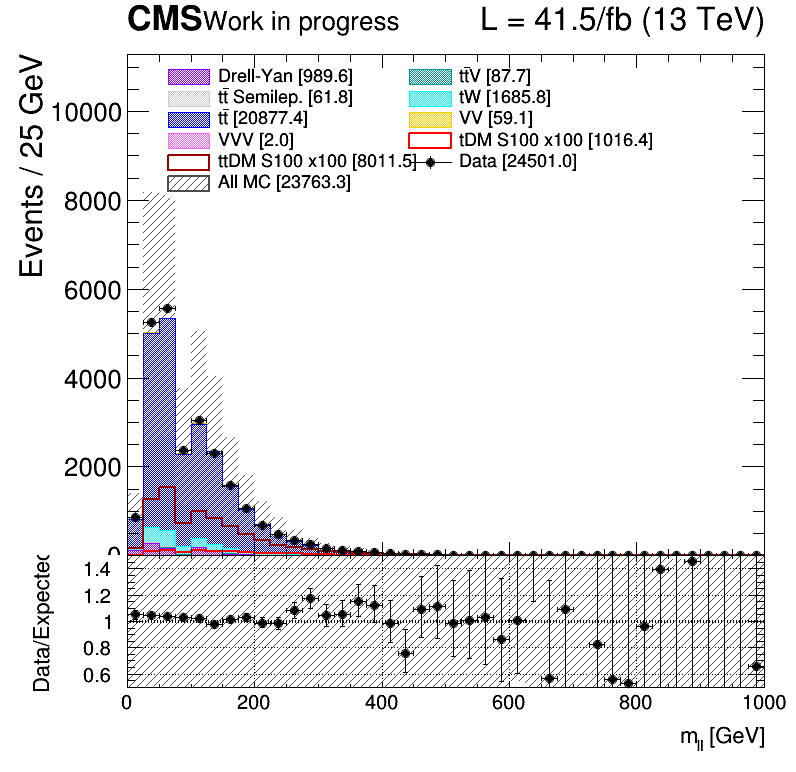 CMS Work in progress L = 41.5/fb (13 TeV)
Drell-Yan [989.6] tt̄V [87.7]
tt̄ Semilep. [61.8] tW [1685.8]
tt̄ [20877.4] VV [59.1]
VVV [2.0] tDM S100 x100 [1016.4]
ttDM S100 x100 [8011.5] Data [24501.0]
All MC [23763.3]
Events / 25 GeV
10000
8000
6000
4000
2000
0
Data/Expected
1.4
1.2
1
0.8
0.6
0 200 400 600 800 1000
m_ll [GeV]